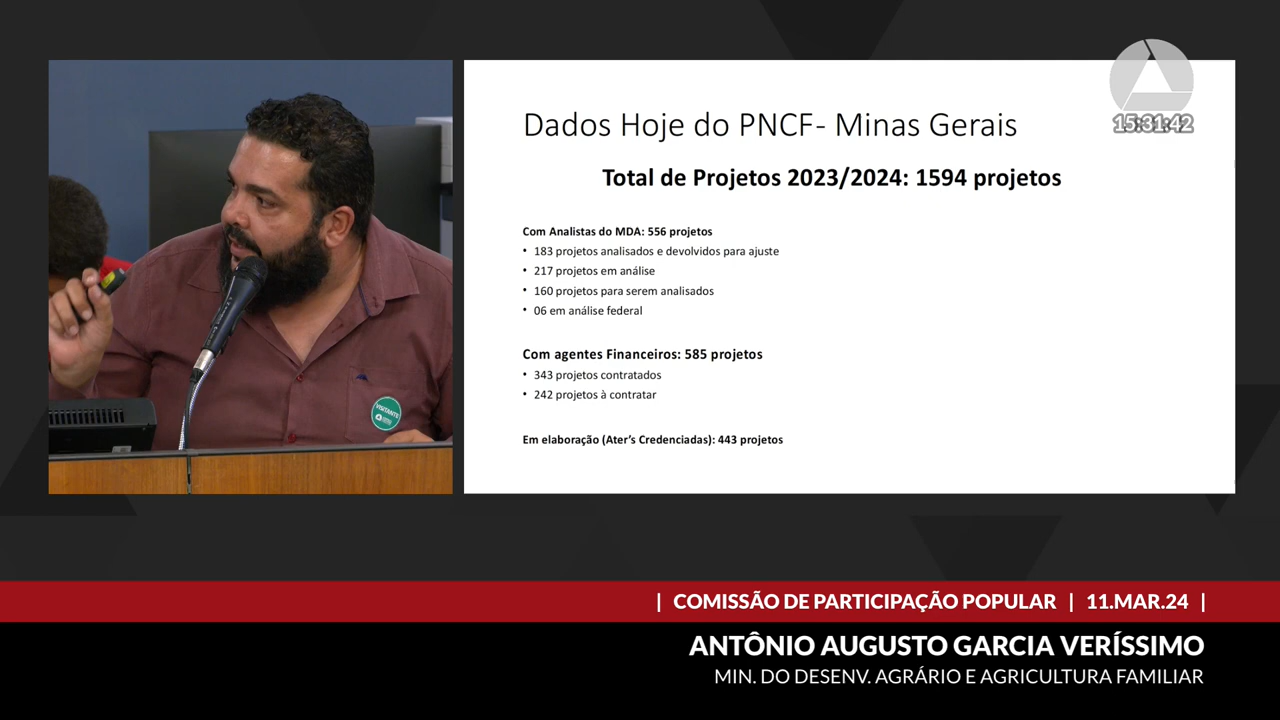 15:31:42
Dados Hoje do PNCF- Minas Gerais
Total de Projetos 2023/2024: 1594 projetos
Com Analistas do MDA: 556 projetos
• 183 projetos analisados e devolvidos para ajuste
• 217 projetos em análise
• 160 projetos para serem analisados
• 06 em análise federal
Com agentes Financeiros: 585 projetos
• 343 projetos contratados
• 242 projetos à contratar
Em elaboração (Ater's Credenciadas): 443 projetos
VISITANTE
| COMISSÃO DE PARTICIPAÇÃO POPULAR | 11.MAR.24 |
ANTÔNIO AUGUSTO GARCIA VERÍSSIMO
MIN. DO DESENV. AGRÁRIO E AGRICULTURA FAMILIAR